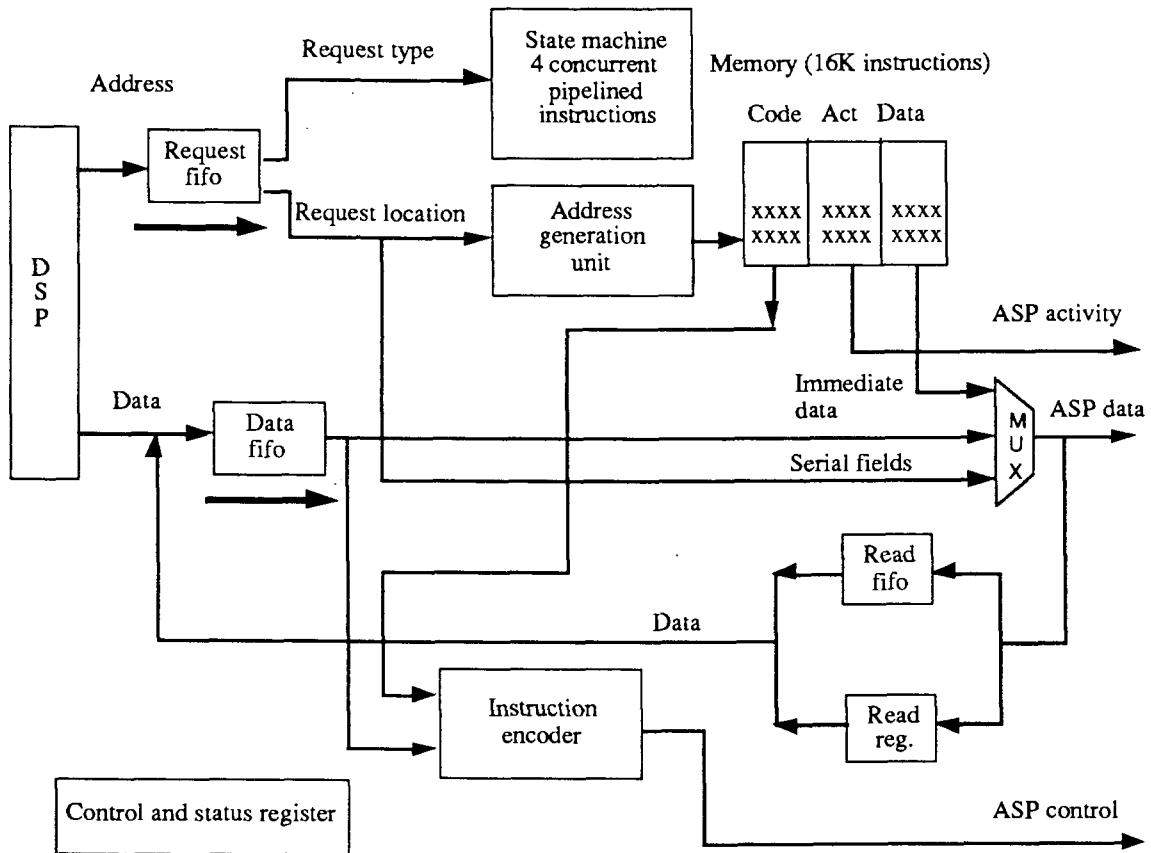 Request type
State machine
4 concurrent
pipelined
instructions
Memory (16K instructions)
Address
Code Act Data
D
S
P
Request
fifo
Request location
Address
generation
unit
xxxx xxxx xxxx
xxxx xxxx xxxx
ASP activity
Data
Data
fifo
Immediate
data
Serial fields
M
U
X
ASP data
Read
fifo
Data
Read
reg.
Instruction
encoder
Control and status register
ASP control